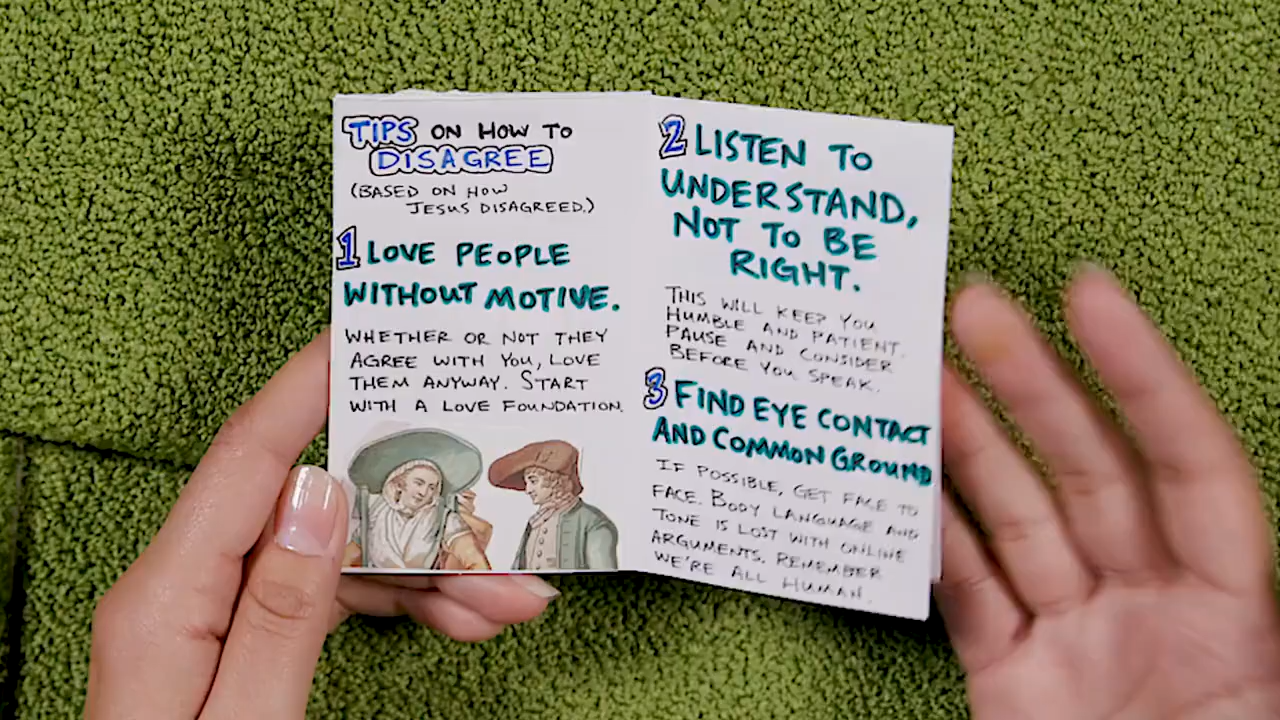 TIPS ON HOW TO
DISAGREE
(BASED ON HOW
JESUS DISAGREED.)
1 LOVE PEOPLE
WITHOUT MOTIVE.
WHETHER OR NOT THEY
AGREE WITH YOU, LOVE
THEM ANYWAY. START
WITH A LOVE FOUNDATION.
2 LISTEN TO
UNDERSTAND,
NOT TO BE
RIGHT.
THIS WILL KEEP YOU
HUMBLE AND PATIENT.
PAUSE AND CONSIDER
BEFORE YOU SPEAK.
3 FIND EYE CONTACT
AND COMMON GROUND
IF POSSIBLE, GET FACE TO
FACE. BODY LANGUAGE AND
TONE IS LOST WITH ONLINE
ARGUMENTS. REMEMBER
WE'RE ALL HUMAN.